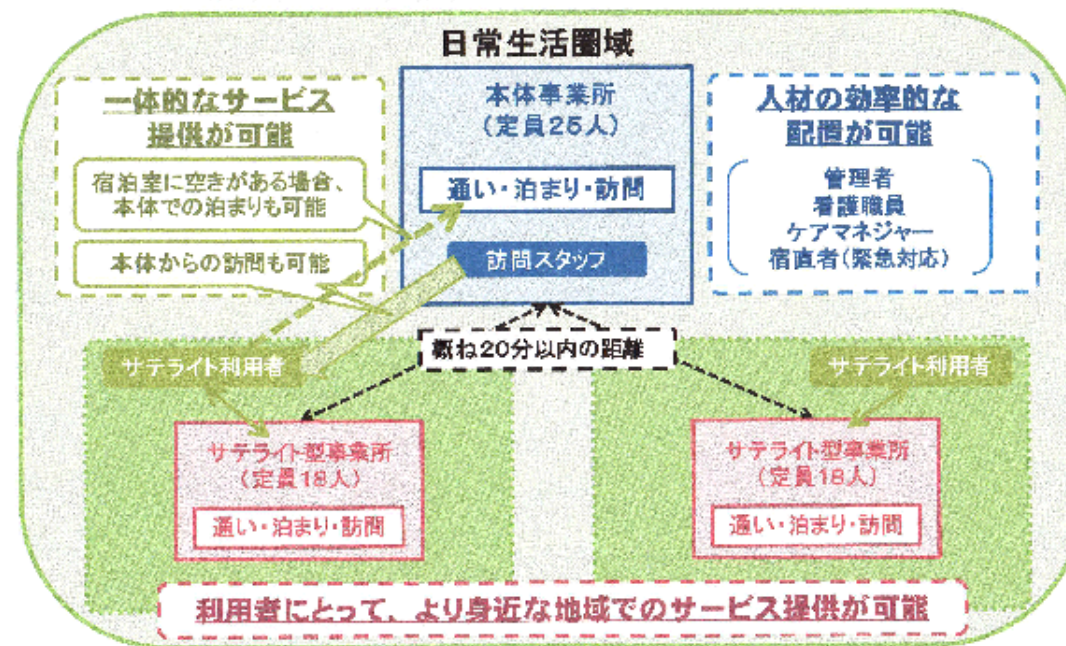 日常生活圏域
一体的なサービス
提供が可能
宿泊室に空きがある場合、
本体での泊まりも可能
本体からの訪問も可能
本体事業所
(定員25人)
通い・泊まり・訪問
訪問スタッフ
人材の効率的な
配置が可能
管理者
看護職員
ケアマネジャー
宿直者(緊急対応)
概ね20分以内の距離
サテライト利用者
サテライト型事業所
(定員18人)
通い・泊まり・訪問
サテライト利用者
サテライト型事業所
(定員18人)
通い・泊まり・訪問
利用者にとって、より身近な地域でのサービス提供が可能